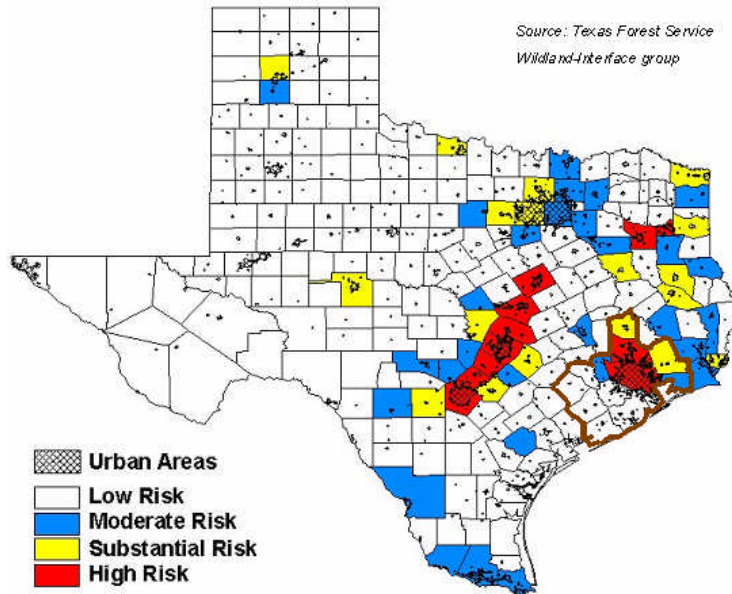 Source: Texas Forest Service
Wildland-Interface group
Urban Areas
Low Risk
Moderate Risk
Substantial Risk
High Risk